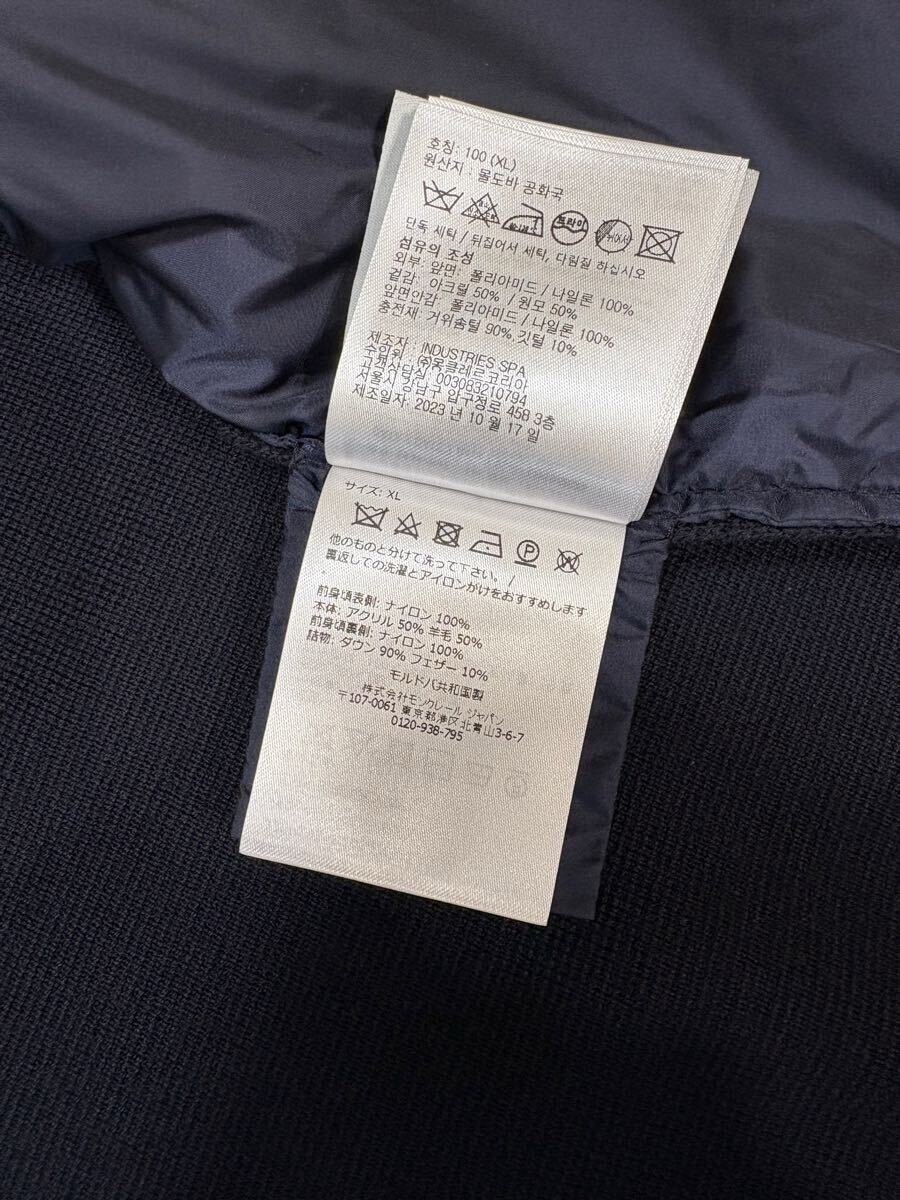 호칭: 100 (XL)
원산지 : 몰도바 공화국
드라이
단독 세탁 / 뒤집어서 세탁, 다림질 하십시오
섬유의 조성
외부: 앞면: 폴리아미드 / 나일론 100%
겉감: 아크릴 50% / 원모 50%
앞면안감: 폴리아미드 / 나일론 100%
충전재: 거위솜털 90%, 깃털 10%
제조자 : INDUSTRIES SPA
수입원 : (주)몽클레르코리아
고객사담실 003083210794
서울시 강남구 압구정로 458 3층
제조일자: 2023 년 10 월 17 일
サイズ: XL
P
W
他のものと分けて洗って下さい。/
裏返しての洗濯とアイロンがけをおすすめします
.
前身頃表側: ナイロン 100%
本体: アクリル 50% 羊毛 50%
前身頃裏側: ナイロン 100%
詰物: ダウン 90% フェザー 10%
モルドバ共和国製
株式会社モンクレール ジャパン
〒107-0061 東京都港区北青山3-6-7
0120-938-795